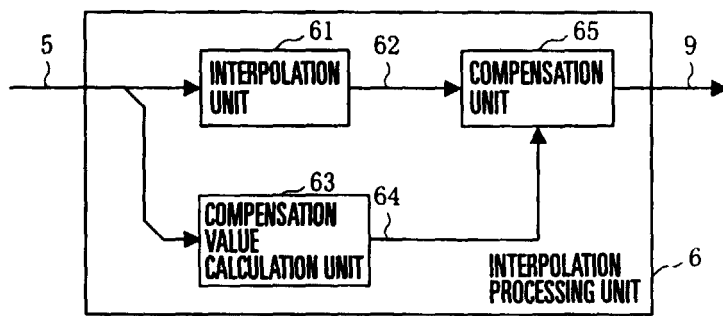 61
62
65
5
9
INTERPOLATION
UNIT
COMPENSATION
UNIT
63
64
COMPENSATION
VALUE
CALCULATION UNIT
INTERPOLATION
PROCESSING UNIT
6